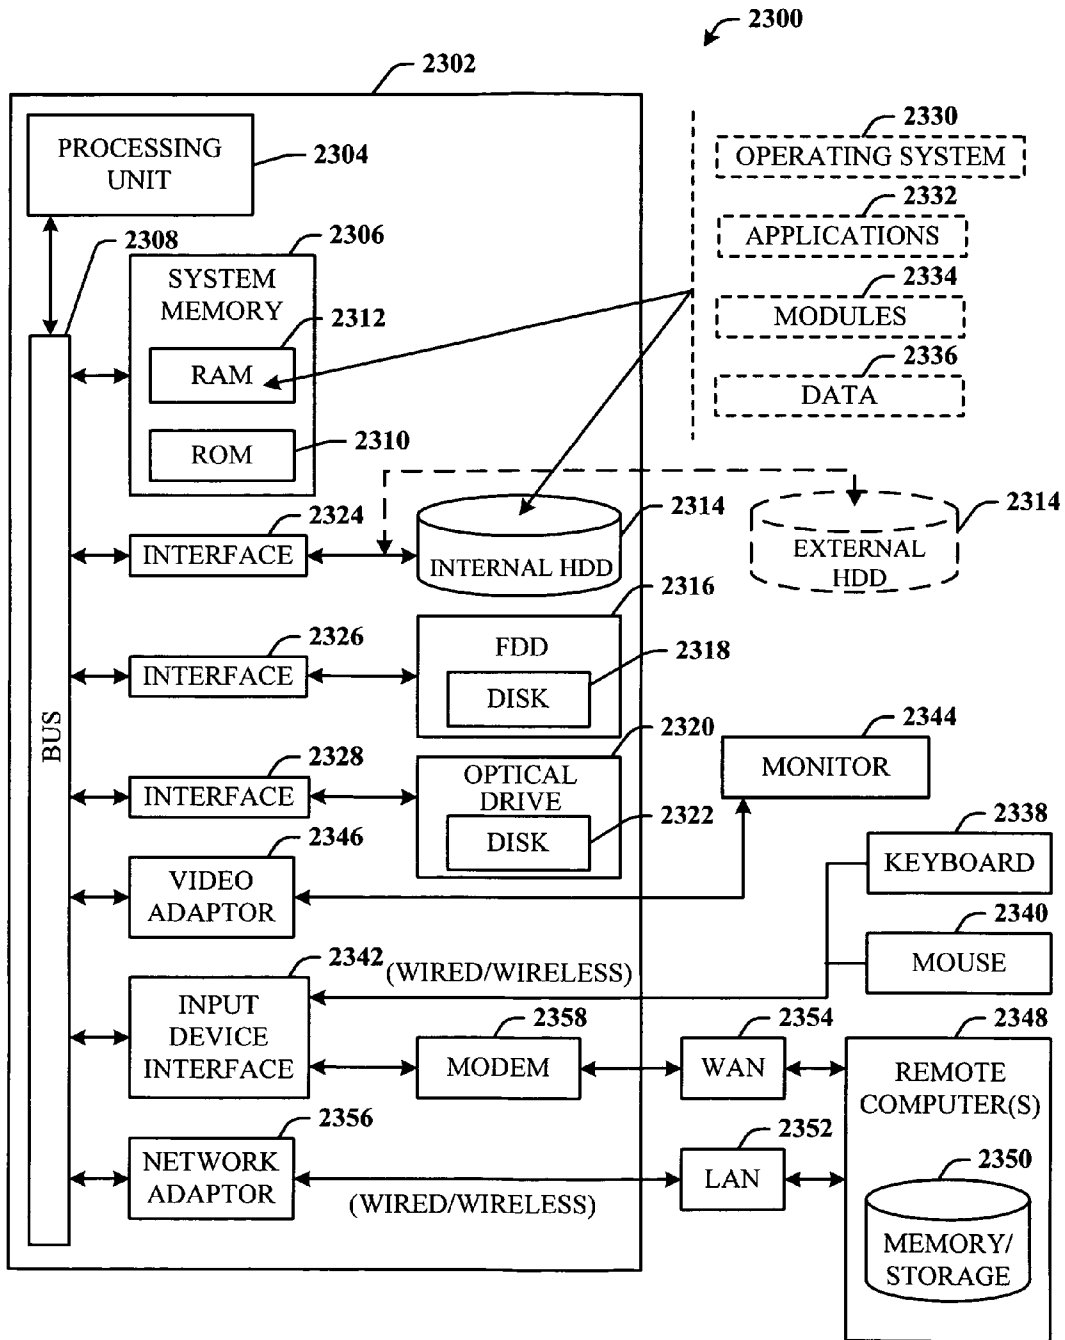 2300
2302
PROCESSING
UNIT
2304
2330
OPERATING SYSTEM
2332
APPLICATIONS
2334
MODULES
2336
DATA
2308
2306
SYSTEM
MEMORY
2312
RAM
2310
ROM
2324
INTERFACE
2314
INTERNAL HDD
2314
EXTERNAL
HDD
2316
FDD
2318
DISK
2326
INTERFACE
BUS
2320
OPTICAL
DRIVE
2322
DISK
2328
INTERFACE
2344
MONITOR
2346
VIDEO
ADAPTOR
2338
KEYBOARD
2340
MOUSE
2342
(WIRED/WIRELESS)
INPUT
DEVICE
INTERFACE
2358
MODEM
2354
WAN
2348
REMOTE
COMPUTER(S)
2356
NETWORK
ADAPTOR
(WIRED/WIRELESS)
2352
LAN
2350
MEMORY/
STORAGE